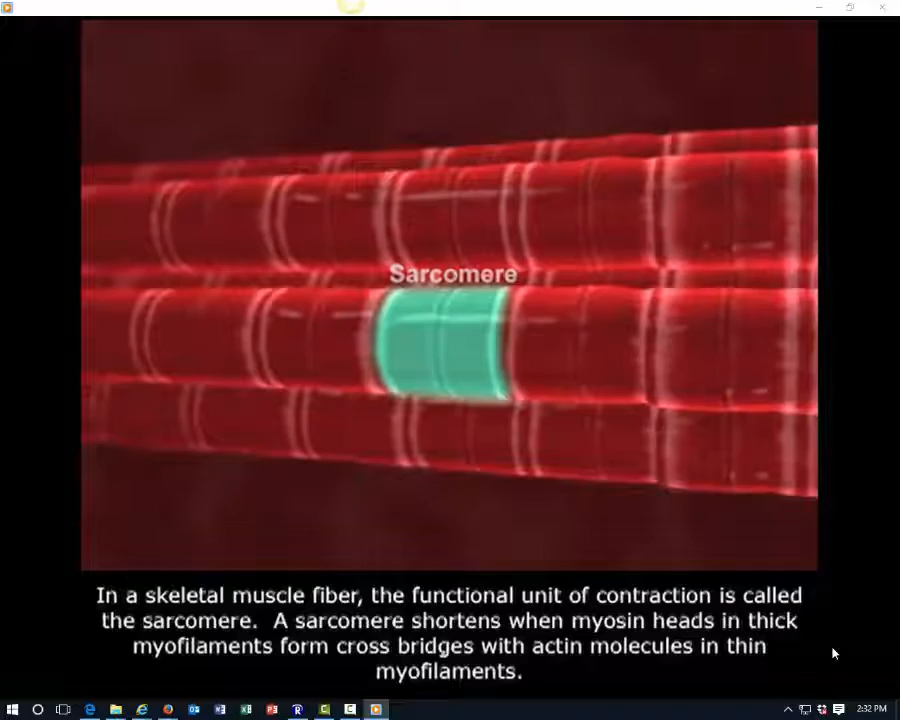 Sarcomere
In a skeletal muscle fiber, the functional unit of contraction is called
the sarcomere.  A sarcomere shortens when myosin heads in thick
myofilaments form cross bridges with actin molecules in thin
myofilaments.
2:32 PM